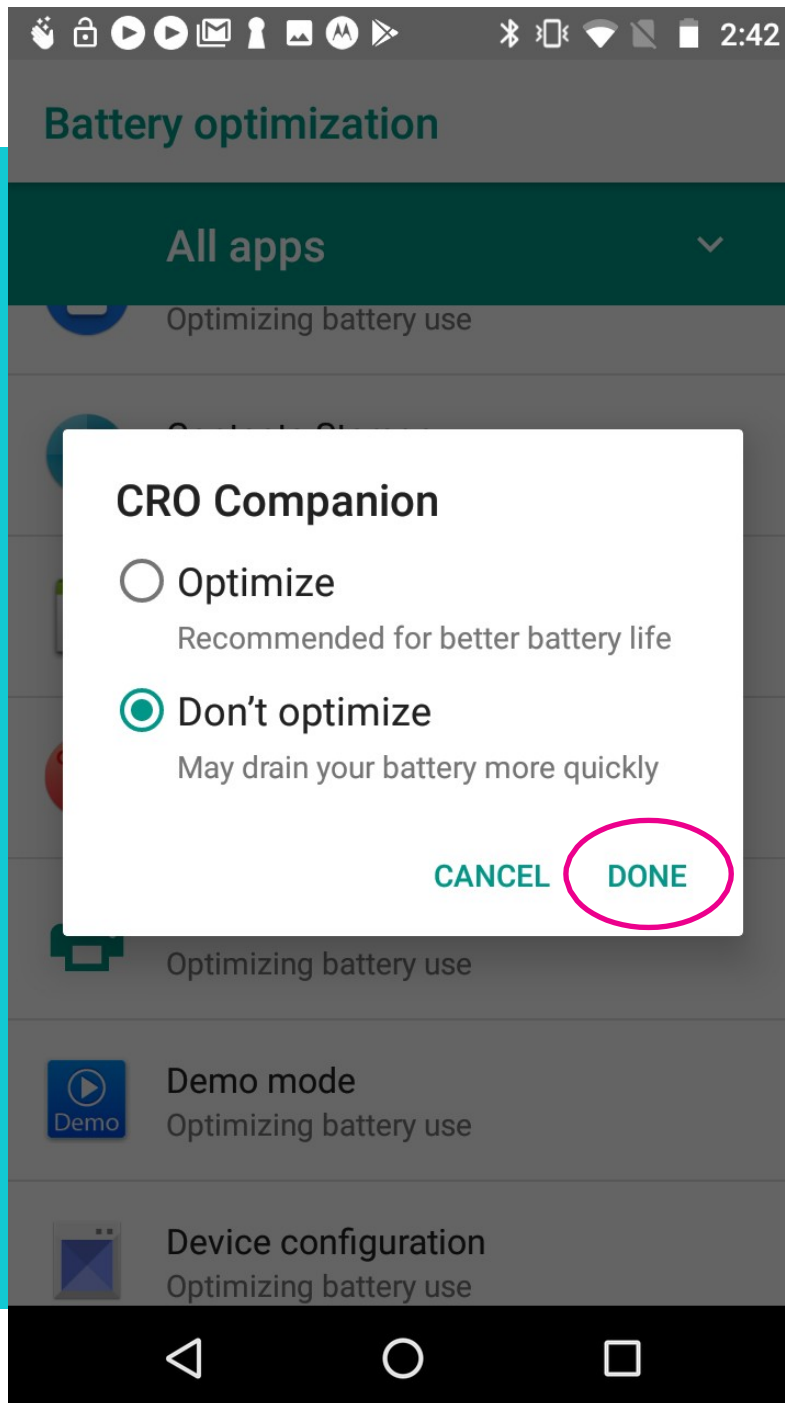 2:42
Battery optimization
All apps
Optimizing battery use
CRO Companion
Optimize
Recommended for better battery life
Don’t optimize
May drain your battery more quickly
CANCEL DONE
Optimizing battery use
Demo mode
Demo
Optimizing battery use
Device configuration
Optimizing battery use